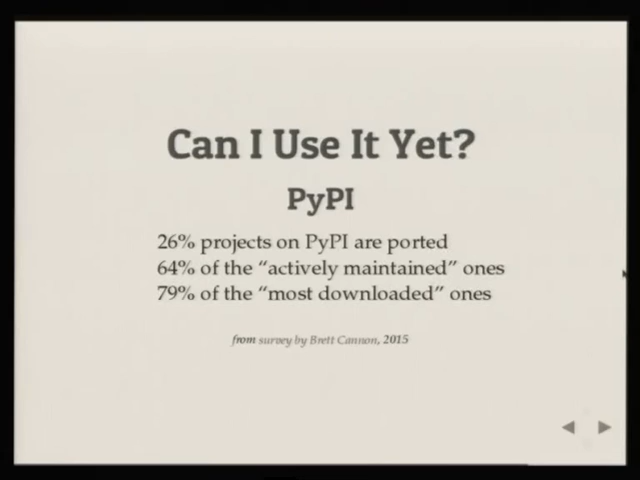 Can I Use It Yet?
PyPI
26% projects on PyPI are ported
64% of the “actively maintained” ones
79% of the “most downloaded” ones
from survey by Brett Cannon, 2015